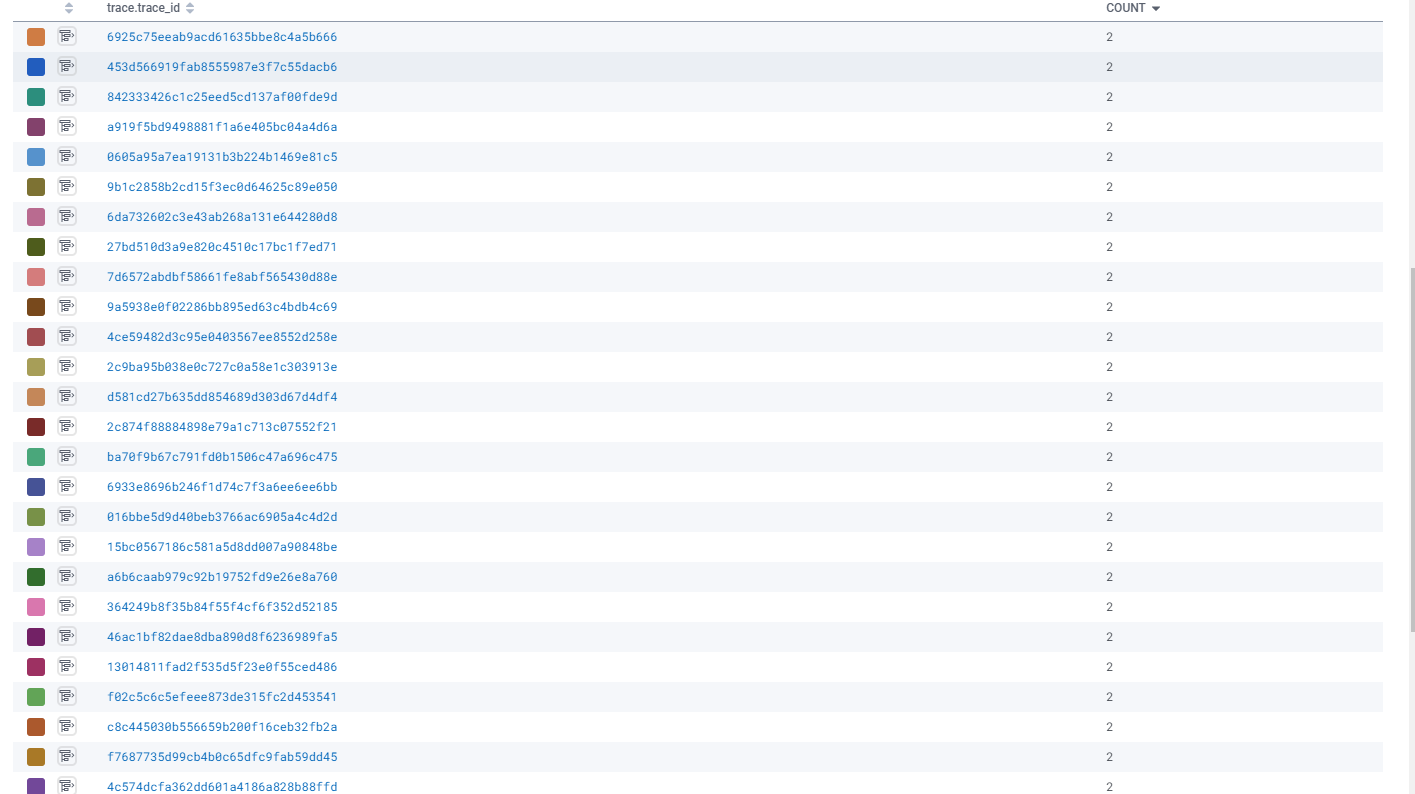 trace.trace_id COUNT
6925c75eeab9acd61635bbe8c4a5b666 2
453d566919fab8555987e3f7c55dacb6 2
842333426c1c25eed5cd137af00fde9d 2
a919f5bd9498881f1a6e405bc04a4d6a 2
0605a95a7ea19131b3b224b1469e81c5 2
9b1c2858b2cd15f3ec0d64625c89e050 2
6da732602c3e43ab268a131e644280d8 2
27bd510d3a9e820c4510c17bc1f7ed71 2
7d6572abdbf58661fe8abf565430d88e 2
9a5938e0f02286bb895ed63c4bdb4c69 2
4ce59482d3c95e0403567ee8552d258e 2
2c9ba95b038e0c727c0a58e1c303913e 2
d581cd27b635dd854689d303d67d4df4 2
2c874f88884898e79a1c713c07552f21 2
ba70f9b67c791fd0b1506c47a696c475 2
6933e8696b246f1d74c7f3a6ee6ee6bb 2
016bbe5d9d40beb3766ac6905a4c4d2d 2
15bc0567186c581a5d8dd007a90848be 2
a6b6caab979c92b19752fd9e26e8a760 2
364249b8f35b84f55f4cf6f352d52185 2
46ac1bf82dae8dba890d8f6236989fa5 2
13014811fad2f535d5f23e0f55ced486 2
f02c5c6c5efeee873de315fc2d453541 2
c8c445030b556659b200f16ceb32fb2a 2
f7687735d99cb4b0c65dfc9fab59dd45 2
4c574dcfa362dd601a4186a828b88ffd 2